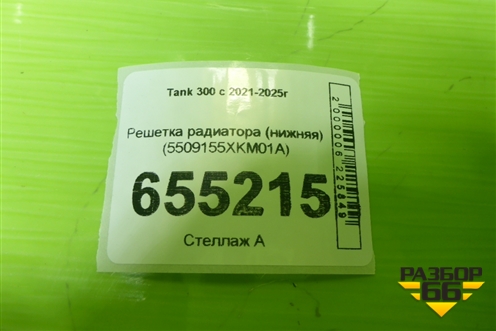 Tank 300 с 2021-2025г
Решетка радиатора (нижняя)
(5509155XKM01A)
655215
Стеллаж А
2000006225849
РАЗБОР
66